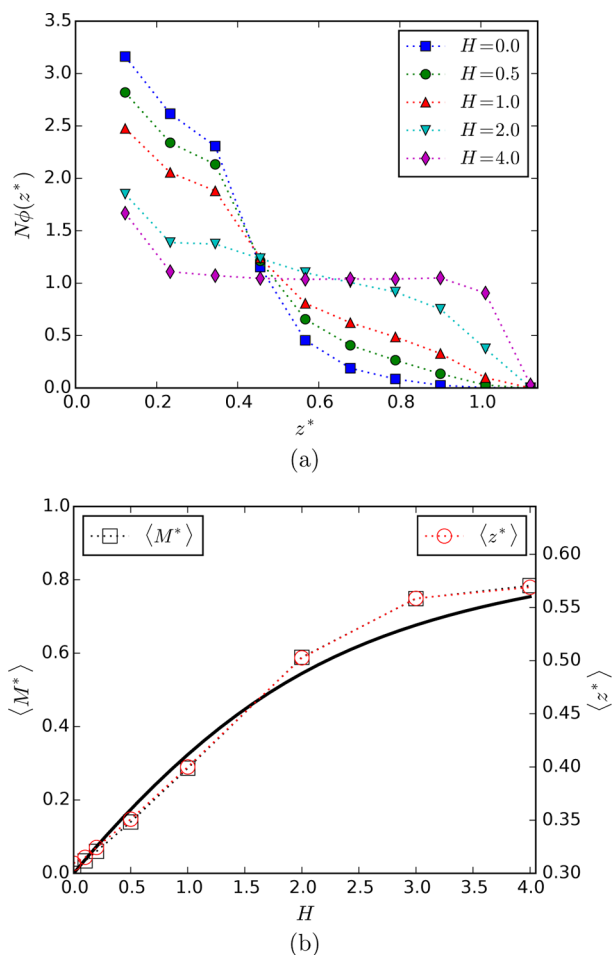 3.5
3.0
2.5
2.0
1.5
1.0
0.5
0.0
Nϕ(z*)
H=0.0
H=0.5
H=1.0
H=2.0
H=4.0
0.0 0.2 0.4 0.6 0.8 1.0
z*
(a)
1.0
0.8
0.6
0.4
0.2
0.0
⟨M*⟩
⟨M*⟩
⟨z*⟩
0.60
0.55
0.50
0.45
0.40
0.35
0.30
⟨z*⟩
0.0 0.5 1.0 1.5 2.0 2.5 3.0 3.5 4.0
H
(b)